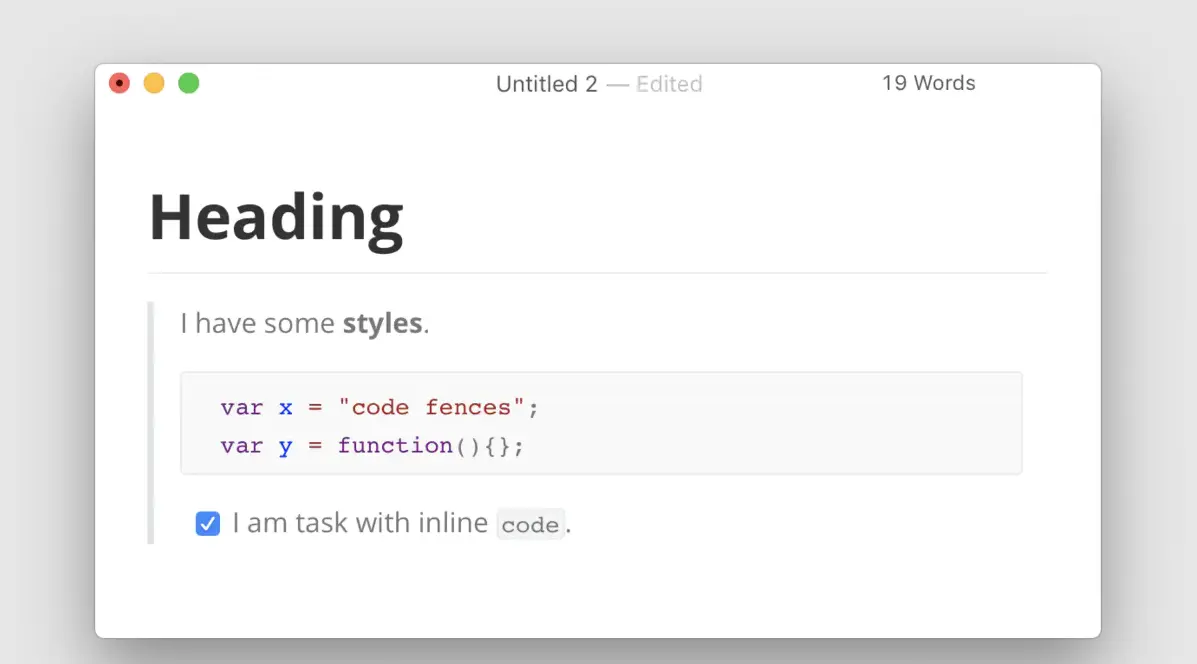 Untitled 2 — Edited
19 Words
Heading
I have some styles.
var x = "code fences";
var y = function(){};
I am task with inline code.